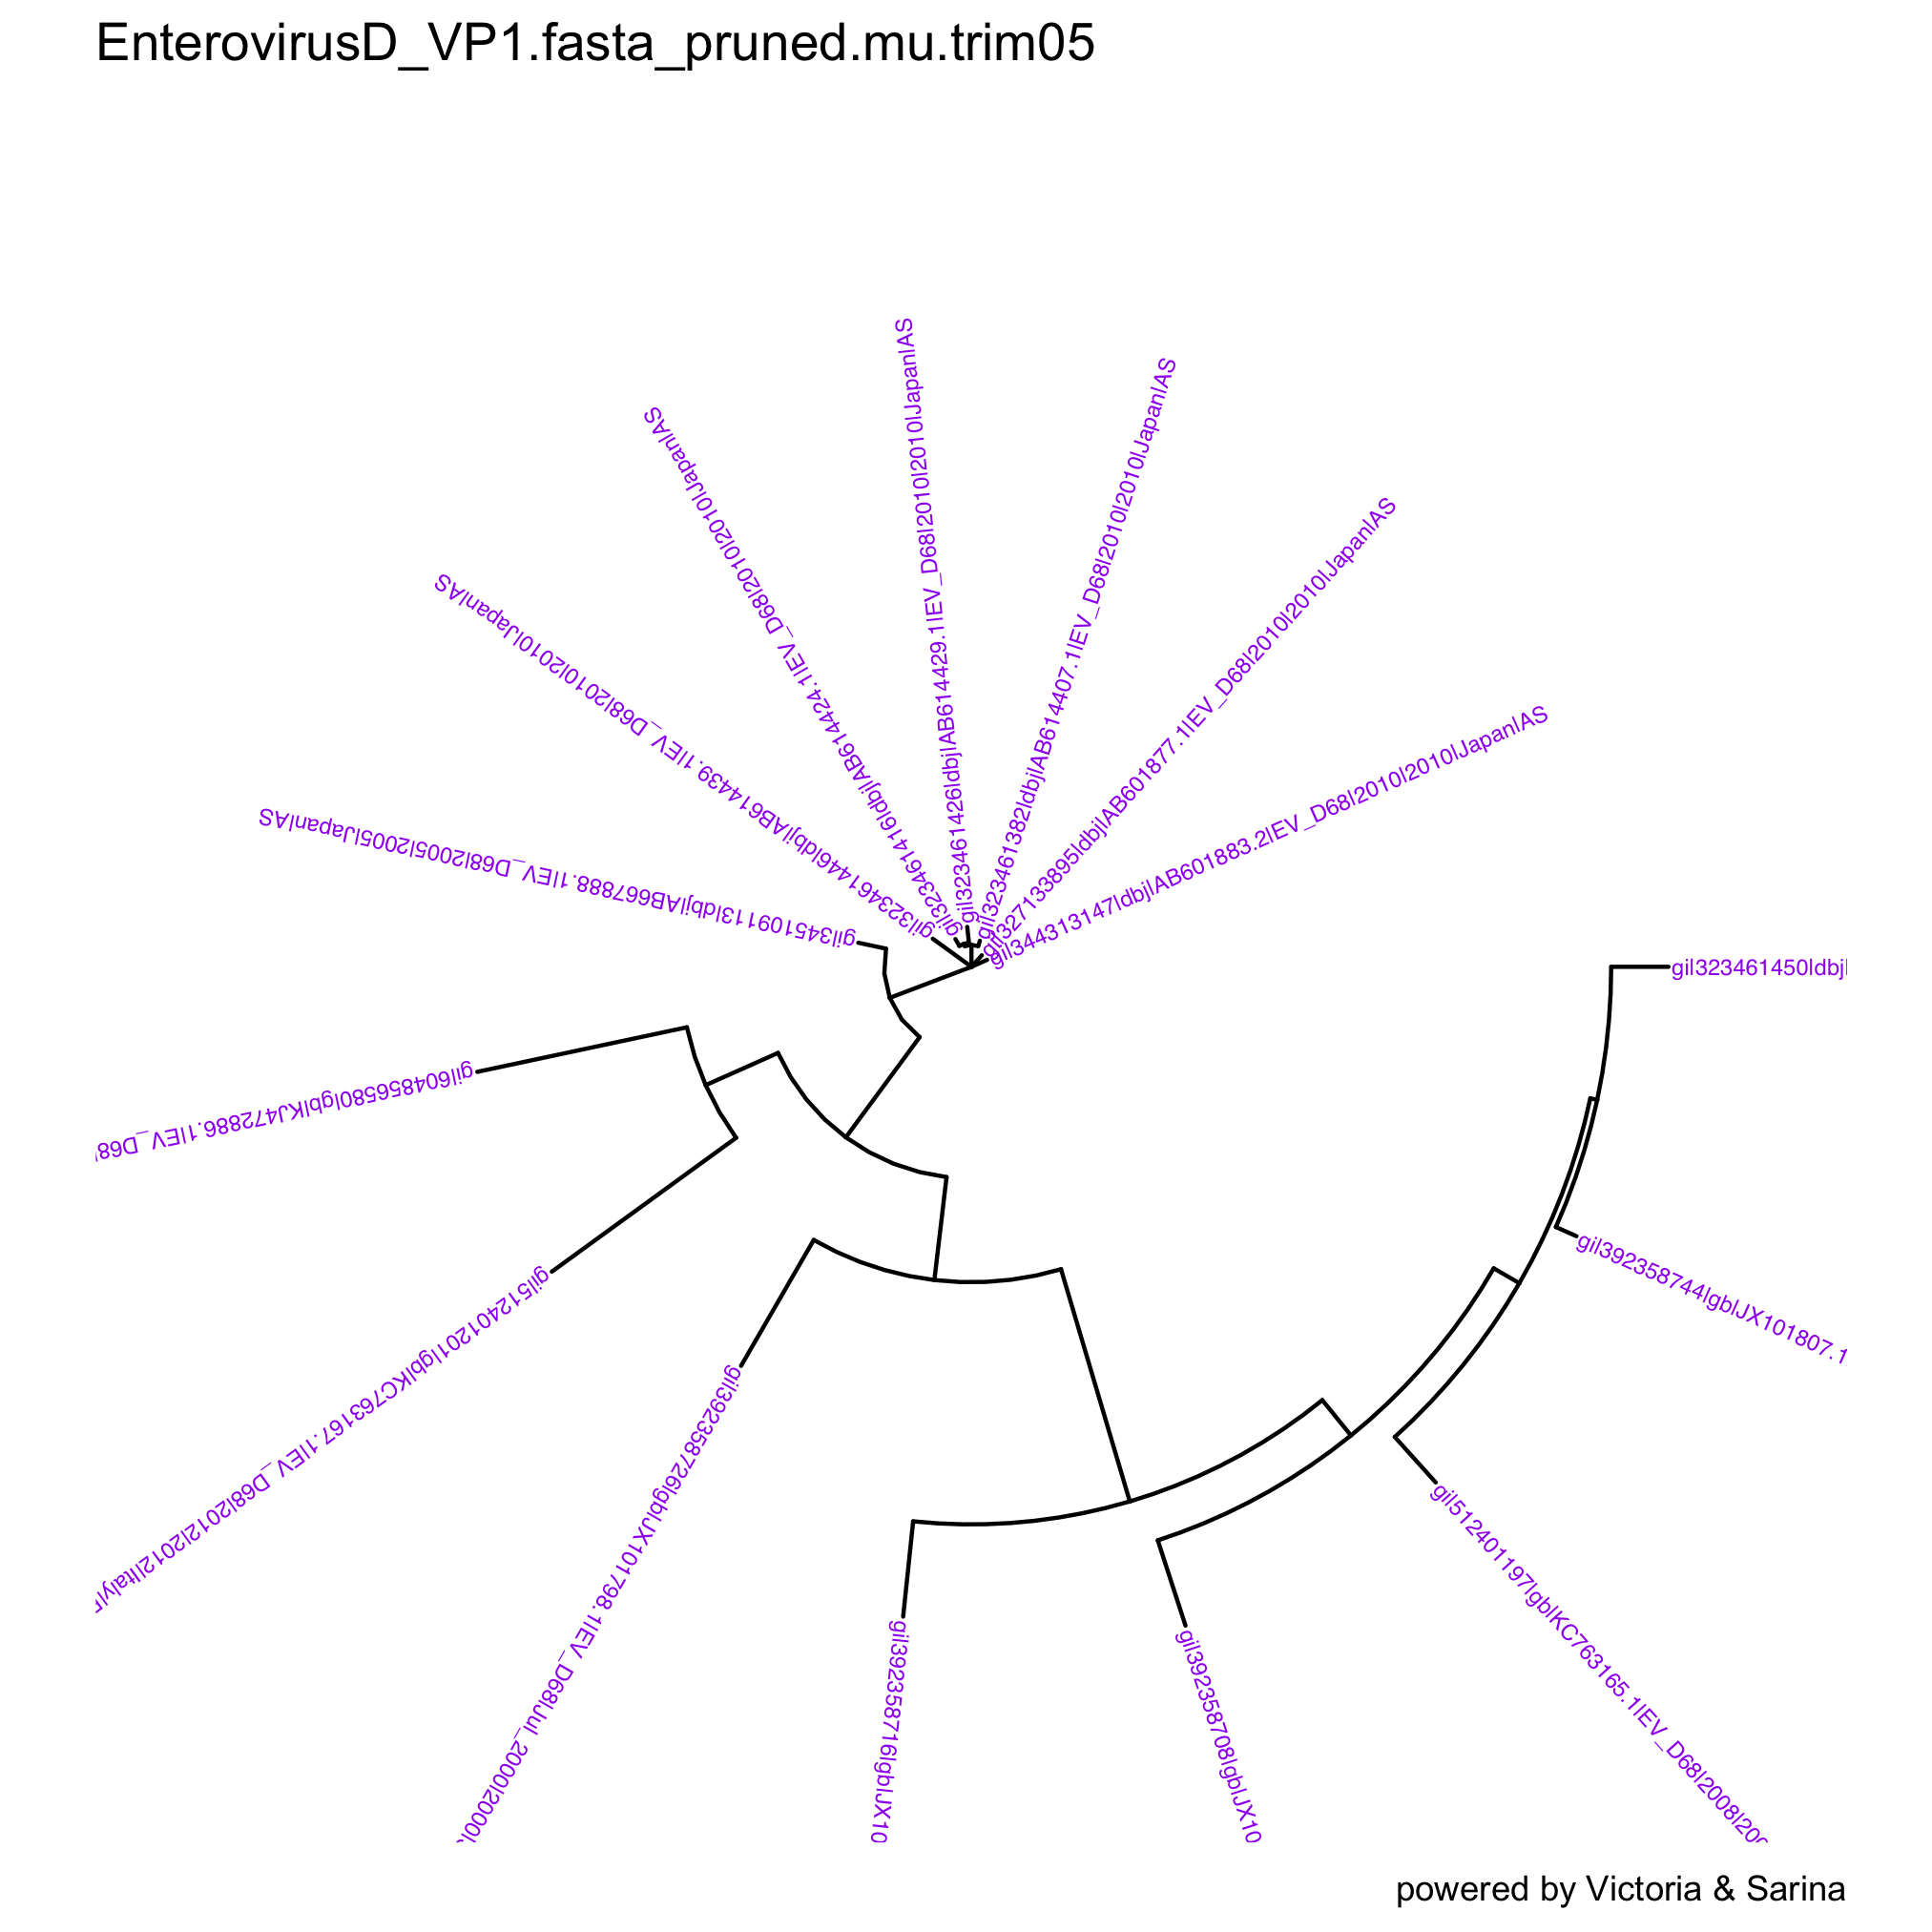 EnterovirusD_VP1.fasta_pruned.mu.trim05
gi|323461426|dbj|AB614429.1|EV_D68|2010|2010|Japan|AS
gi|323461382|dbj|AB614407.1|EV_D68|2010|2010|Japan|AS
gi|327133895|dbj|AB601877.1|EV_D68|2010|2010|Japan|AS
gi|344313147|dbj|AB601883.2|EV_D68|2010|2010|Japan|AS
gi|323461416|dbj|AB614424.1|EV_D68|2010|2010|Japan|AS
gi|323461446|dbj|AB614439.1|EV_D68|2010|2010|Japan|AS
gi|345109113|dbj|AB667888.1|EV_D68|2005|2005|Japan|AS
gi|323461450|dbj|
gi|604856580|gb|KJ472886.1|EV_D68|
gi|392358744|gb|JX101807.1
gi|512401201|gb|KC763167.1|EV_D68|2012|2012|Italy|
gi|392358726|gb|JX101798.1|EV_D68|Jul_2000|2000|
gi|392358716|gb|JX10
gi|392358708|gb|JX10
gi|512401197|gb|KC763165.1|EV_D68|2008|200
powered by Victoria & Sarina